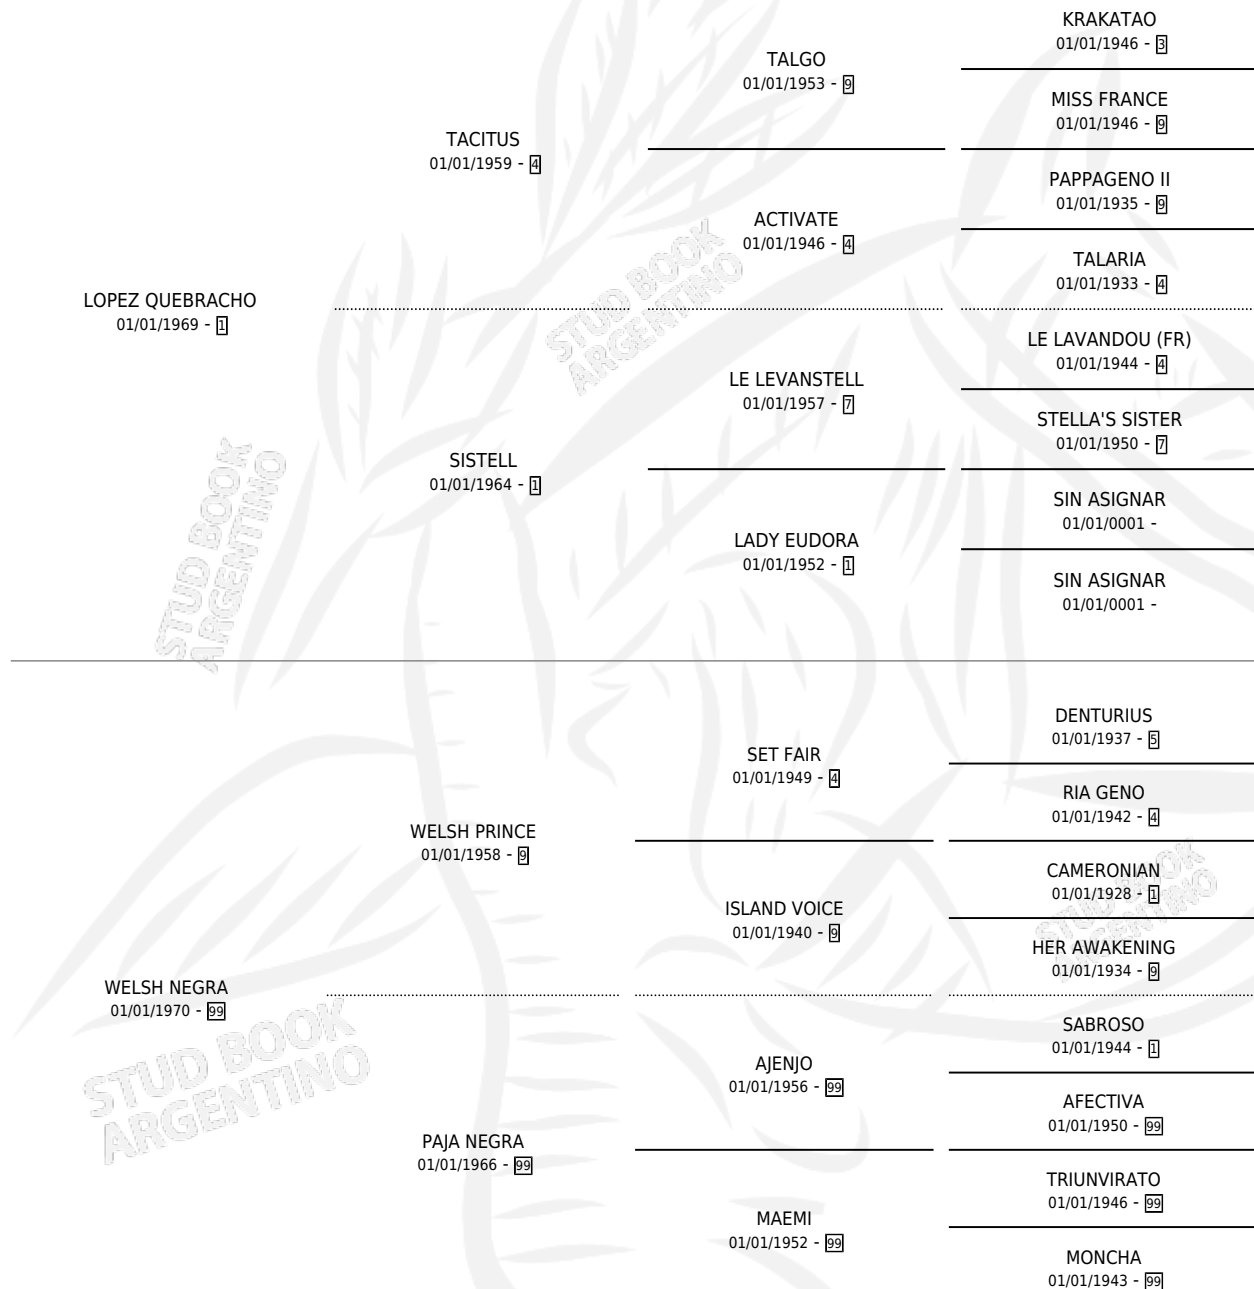 LOPEZ QUEBRACHO
01/01/1969 - 1
TACITUS
01/01/1959 - 4
TALGO
01/01/1953 - 9
KRAKATAO
01/01/1946 - 3
MISS FRANCE
01/01/1946 - 9
ACTIVATE
01/01/1946 - 4
PAPPAGENO II
01/01/1935 - 9
TALARIA
01/01/1933 - 4
SISTELL
01/01/1964 - 1
LE LEVANSTELL
01/01/1957 - 7
LE LAVANDOU (FR)
01/01/1944 - 4
STELLA'S SISTER
01/01/1950 - 7
LADY EUDORA
01/01/1952 - 1
SIN ASIGNAR
01/01/0001 -
SIN ASIGNAR
01/01/0001 -
WELSH NEGRA
01/01/1970 - 99
WELSH PRINCE
01/01/1958 - 9
SET FAIR
01/01/1949 - 4
DENTURIUS
01/01/1937 - 5
RIA GENO
01/01/1942 - 4
ISLAND VOICE
01/01/1940 - 9
CAMERONIAN
01/01/1928 - 1
HER AWAKENING
01/01/1934 - 9
PAJA NEGRA
01/01/1966 - 99
AJENJO
01/01/1956 - 99
SABROSO
01/01/1944 - 1
AFECTIVA
01/01/1950 - 99
MAEMI
01/01/1952 - 99
TRIUNVIRATO
01/01/1946 - 99
MONCHA
01/01/1943 - 99
STUD BOOK
ARGENTINO
STUD BOOK
ARGENTINO
STUD BOOK
ARGENTINO
STUD BOOK
ARGENTINO